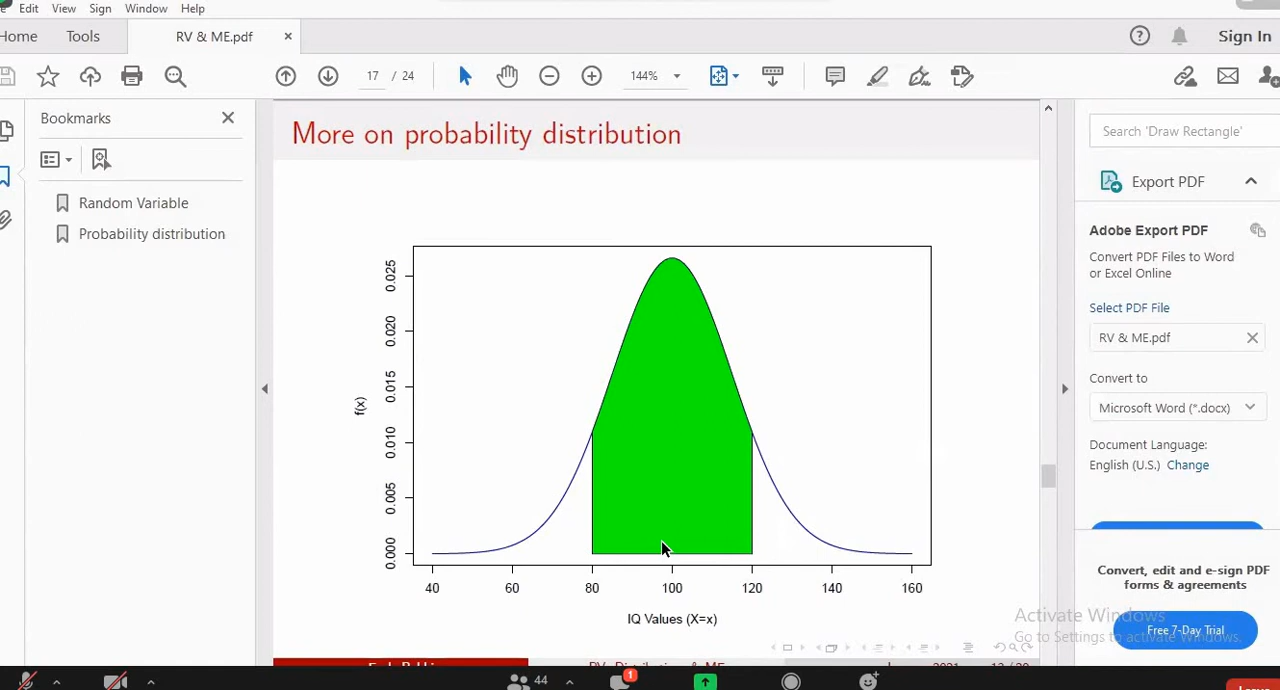 Edit View Sign Window Help
Home Tools RV & ME.pdf
Sign In
17 / 24
144%
Bookmarks
Random Variable
Probability distribution
More on probability distribution
f(x)
0.025
0.020
0.015
0.010
0.005
0.000
40 60 80 100 120 140 160
IQ Values (X=x)
Search 'Draw Rectangle'
Export PDF
Adobe Export PDF
Convert PDF Files to Word
or Excel Online
Select PDF File
RV & ME.pdf
Convert to
Microsoft Word (*.docx)
Document Language:
English (U.S.) Change
Convert, edit and e-sign PDF
forms & agreements
Free 7-Day Trial
Activate Windows
Go to Settings to activate Windows.
44
1